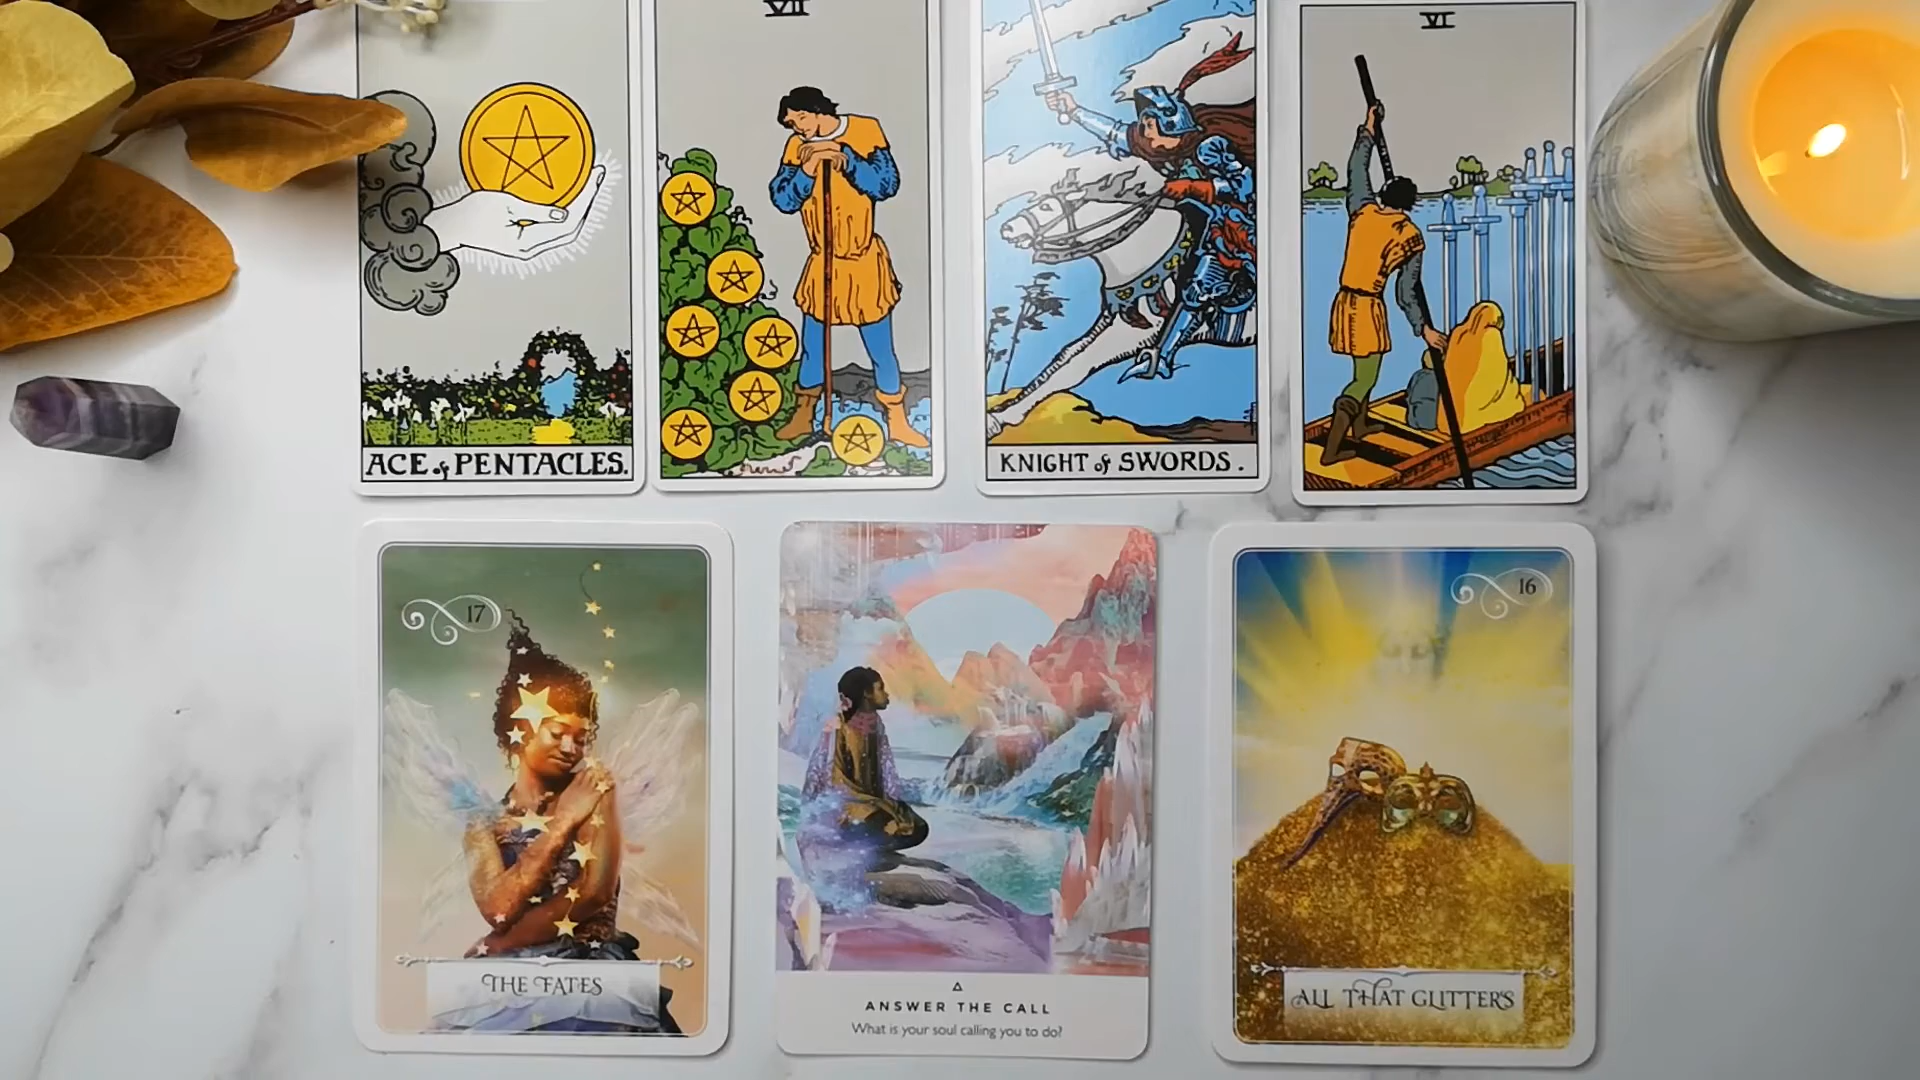 VII
VI
ACE of PENTACLES.
KNIGHT of SWORDS.
17
16
THE FATES
ANSWER THE CALL
What is your soul calling you to do?
ALL THAT GLITTERS